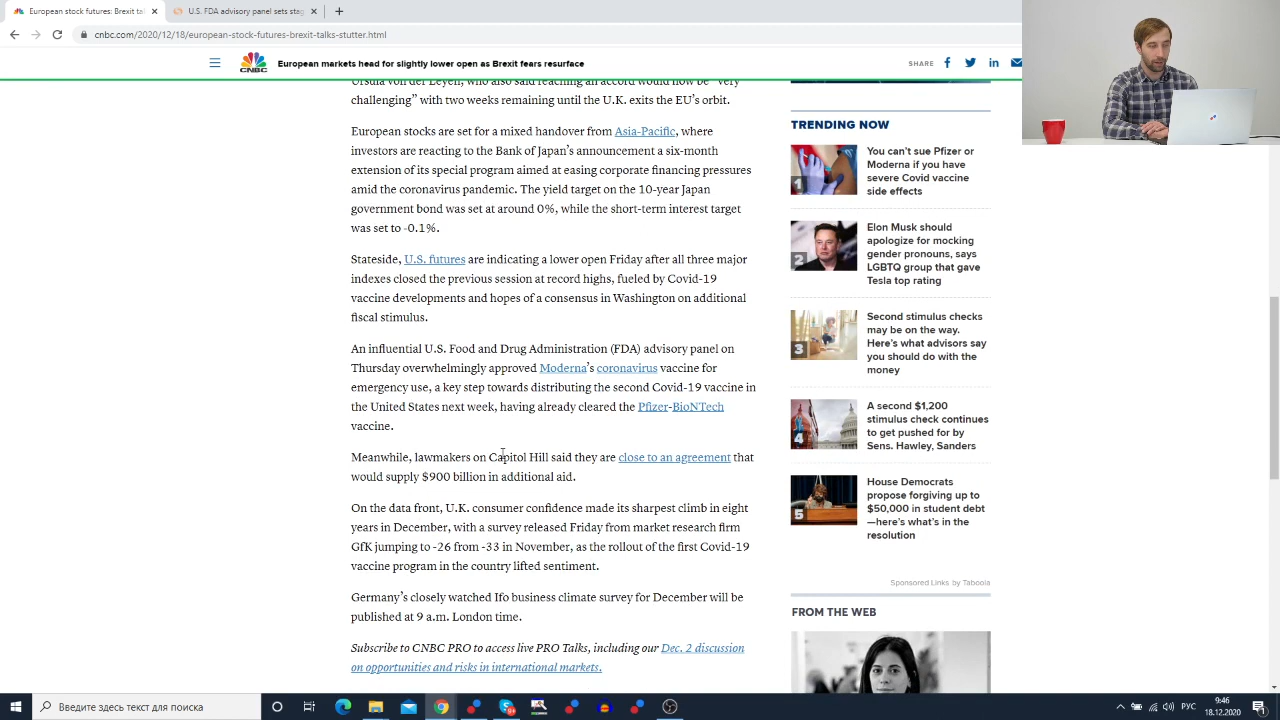 Brexit tal
U.S. FDA advisory panel
cnbc.com/2020/12/18/european-stock-futures-brexit-talks-stutter.html
CNBC
European markets head for slightly lower open as Brexit fears resurface
SHARE
Ursula von der Leyen, who also said reaching an accord would now be "very
challenging" with two weeks remaining until the U.K. exits the EU's orbit.
European stocks are set for a mixed handover from Asia-Pacific, where
investors are reacting to the Bank of Japan's announcement a six-month
extension of its special program aimed at easing corporate financing pressures
amid the coronavirus pandemic. The yield target on the 10-year Japan
government bond was set at around 0%, while the short-term interest target
was set to -0.1%.
Stateside, U.S. futures are indicating a lower open Friday after all three major
indexes closed the previous session at record highs, fueled by Covid-19
vaccine developments and hopes of a consensus in Washington on additional
fiscal stimulus.
An influential U.S. Food and Drug Administration (FDA) advisory panel on
Thursday overwhelmingly approved Moderna's coronavirus vaccine for
emergency use, a key step towards distributing the second Covid-19 vaccine in
the United States next week, having already cleared the Pfizer-BioNTech
vaccine.
Meanwhile, lawmakers on Capitol Hill said they are close to an agreement that
would supply $900 billion in additional aid.
On the data front, U.K. consumer confidence made its sharpest climb in eight
years in December, with a survey released Friday from market research firm
GfK jumping to -26 from -33 in November, as the rollout of the first Covid-19
vaccine program in the country lifted sentiment.
Germany's closely watched Ifo business climate survey for December will be
published at 9 a.m. London time.
Subscribe to CNBC PRO to access live PRO Talks, including our Dec. 2 discussion
on opportunities and risks in international markets.
TRENDING NOW
1
You can't sue Pfizer or
Moderna if you have
severe Covid vaccine
side effects
2
Elon Musk should
apologize for mocking
gender pronouns, says
LGBTQ group that gave
Tesla top rating
3
Second stimulus checks
may be on the way.
Here's what advisors say
you should do with the
money
4
A second $1,200
stimulus check continues
to get pushed for by
Sens. Hawley, Sanders
5
House Democrats
propose forgiving up to
$50,000 in student debt
—here's what's in the
resolution
Sponsored Links by Taboola
FROM THE WEB
Введите здесь текст для поиска
РУС
9:46
18.12.2020